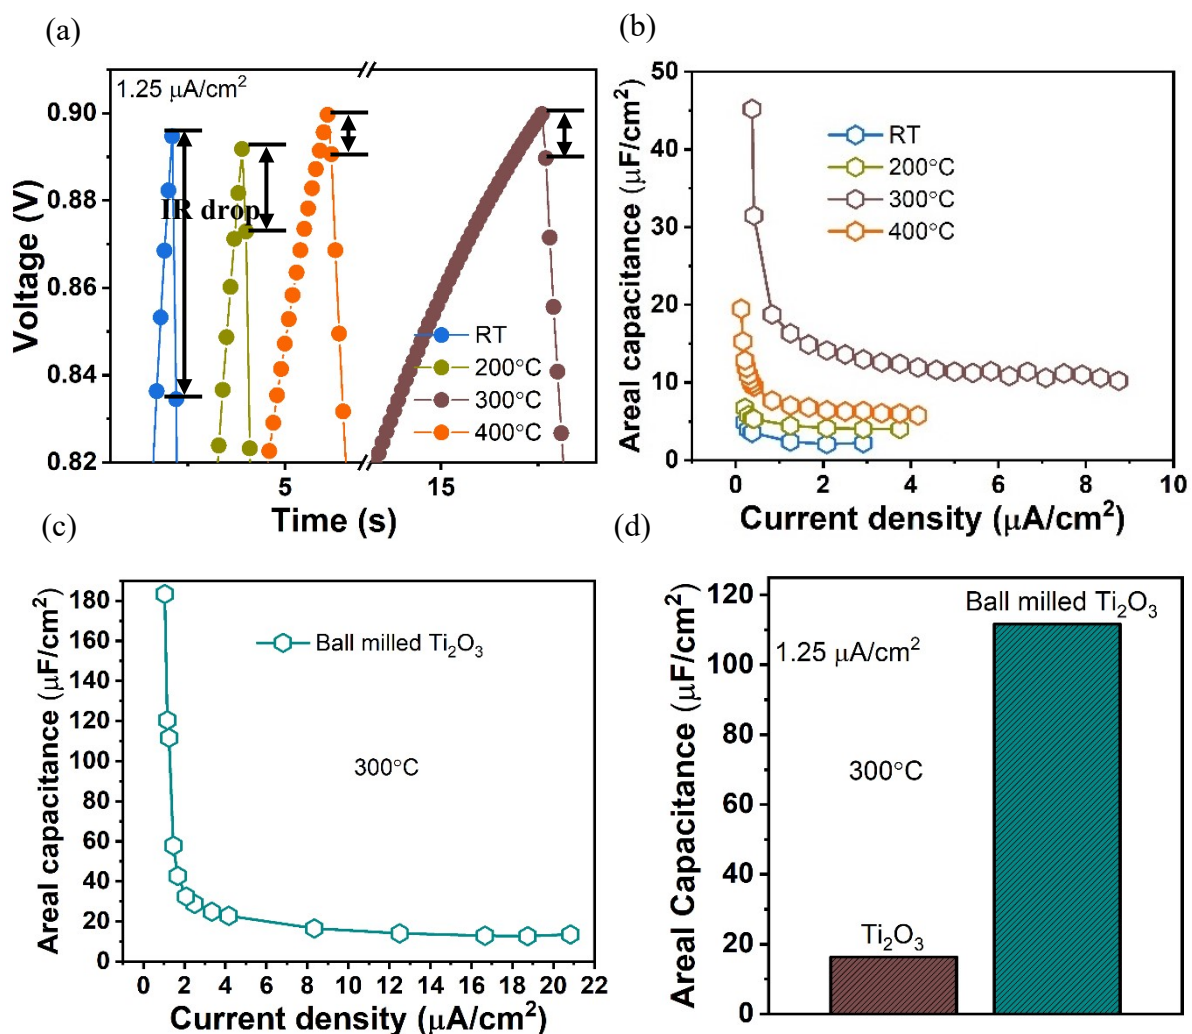 (a)
1.25 μA/cm²
0.90
0.88
0.86
0.84
0.82
Voltage (V)
IR drop
RT
200°C
300°C
400°C
5
15
Time (s)
(b)
50
40
30
20
10
0
Areal capacitance (μF/cm²)
RT
200°C
300°C
400°C
0
2
4
6
8
10
Current density (μA/cm²)
(c)
180
160
140
120
100
80
60
40
20
0
Areal capacitance (μF/cm²)
Ball milled Ti₂O₃
300°C
0
2
4
6
8
10
12
14
16
18
20
22
Current density (μA/cm²)
(d)
120
100
80
60
40
20
0
Areal Capacitance (μF/cm²)
Ball milled Ti₂O₃
1.25 μA/cm²
300°C
Ti₂O₃